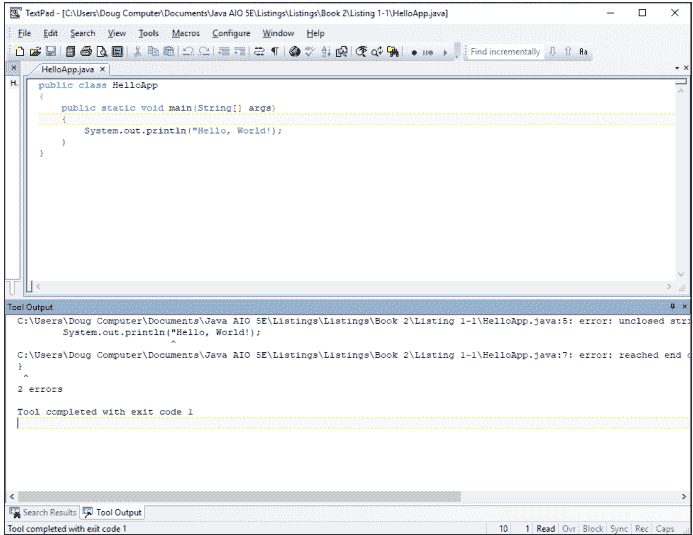 TextPad - [C:\Users\Doug Computer\Documents\Java AIO 5E\Listings\Listings\Book 2\Listing 1-1\HelloApp.java]
File Edit Search View Tools Macros Configure Window Help
Find incrementally
HelloApp.java ×
H.
public class HelloApp
{
public static void main(String[] args)
{
System.out.println("Hello, World!);
}
}
Tool Output
C:\Users\Doug Computer\Documents\Java AIO 5E\Listings\Listings\Book 2\Listing 1-1\HelloApp.java:5: error: unclosed stri
System.out.println("Hello, World!);
^
C:\Users\Doug Computer\Documents\Java AIO 5E\Listings\Listings\Book 2\Listing 1-1\HelloApp.java:7: error: reached end
}
^
2 errors
Tool completed with exit code 1
Search Results Tool Output
Tool completed with exit code 1 10 1 Read Ovr Block Sync Rec Caps